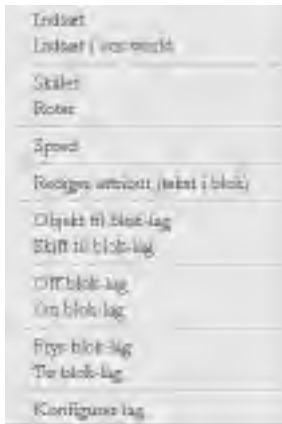 Indsæt
Indsæt i ucs: world
Skalér
Roter
Spred
Rediger attribut (tekst i blok)
Objekt til blok-lag
Skift til blok-lag
Off blok-lag
On blok-lag
Frys blok-lag
Tø blok-lag
Konfigurer lag